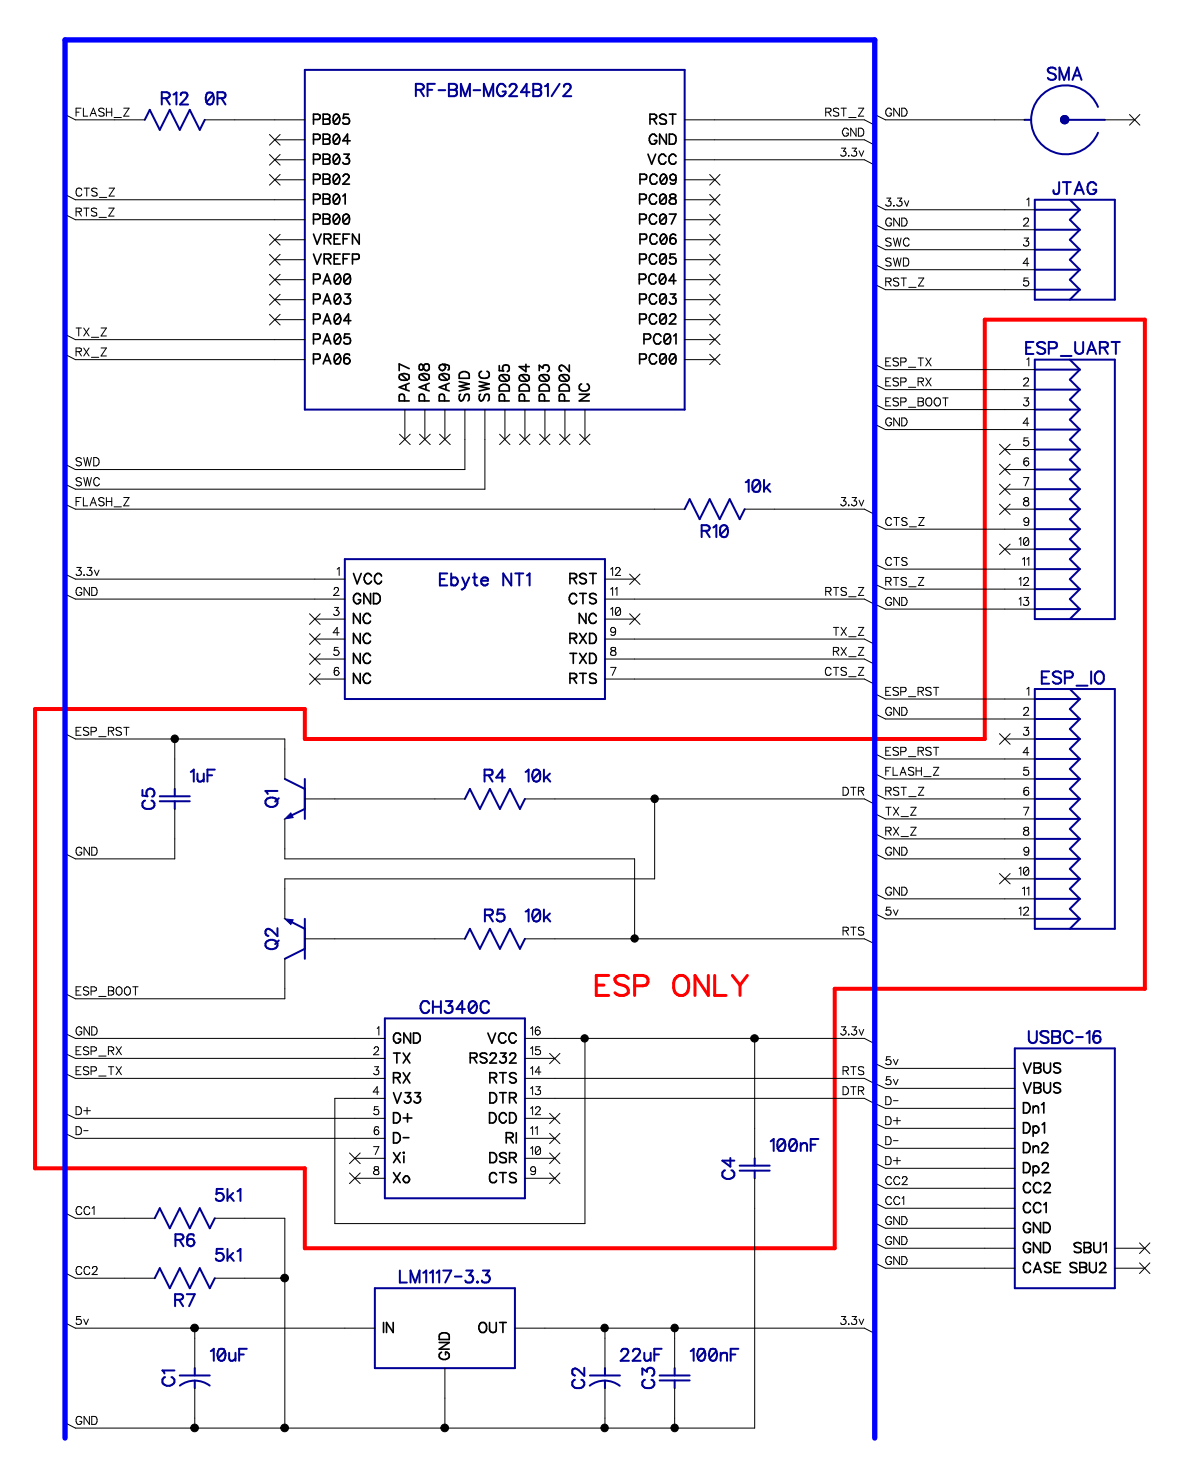 SMA
RF-BM-MG24B1/2
R12 0R
FLASH_Z
PB05
RST
RST_Z
GND
PB04
GND
GND
PB03
VCC
3.3v
PB02
PC09
CTS_Z
PB01
PC08
RTS_Z
PB00
PC07
VREFN
PC06
VREFP
PC05
PA00
PC04
PA03
PC03
PA04
PC02
TX_Z
PA05
PC01
RX_Z
PA06
PC00
PA07
PA08
PA09
SWD
SWC
PD05
PD04
PD03
PD02
NC
JTAG
3.3v 1
GND 2
SWC 3
SWD 4
RST_Z 5
ESP_UART
ESP_TX 1
ESP_RX 2
ESP_BOOT 3
GND 4
5
6
7
8
CTS_Z 9
10
CTS 11
RTS_Z 12
GND 13
SWD
SWC
FLASH_Z
10k
R10
3.3v
Ebyte NT1
3.3v 1 VCC
RST 12
GND 2 GND
CTS 11 RTS_Z
3 NC
NC 10
4 NC
RXD 9 TX_Z
5 NC
TXD 8 RX_Z
6 NC
RTS 7 CTS_Z
ESP_IO
ESP_RST 1
GND 2
3
ESP_RST 4
FLASH_Z 5
RST_Z 6
TX_Z 7
RX_Z 8
GND 9
10
GND 11
5v 12
ESP_RST
1uF
C5
Q1
R4 10k
DTR
GND
Q2
R5 10k
RTS
ESP_BOOT
ESP ONLY
CH340C
GND 1 GND
VCC 16 3.3v
ESP_RX 2 TX
RS232 15
ESP_TX 3 RX
RTS 14 RTS
4 V33
DTR 13 DTR
D+ 5 D+
DCD 12
D- 6 D-
RI 11
7 Xi
DSR 10
8 Xo
CTS 9
100nF
C4
USBC-16
5v VBUS
5v VBUS
D- Dn1
D+ Dp1
D- Dn2
D+ Dp2
CC2 CC2
CC1 CC1
GND GND
GND GND SBU1
GND CASE SBU2
5k1
CC1
R6
5k1
CC2
R7
LM1117-3.3
5v
IN
OUT
GND
3.3v
10uF
C1
22uF
C2
100nF
C3
GND